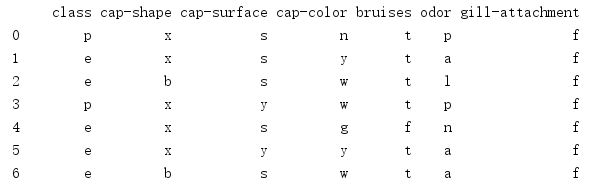 class cap-shape cap-surface cap-color bruises odor gill-attachment
0 p x s n t p f
1 e x s y t a f
2 e b s w t l f
3 p x y w t p f
4 e x s g f n f
5 e x y y t a f
6 e b s w t a f